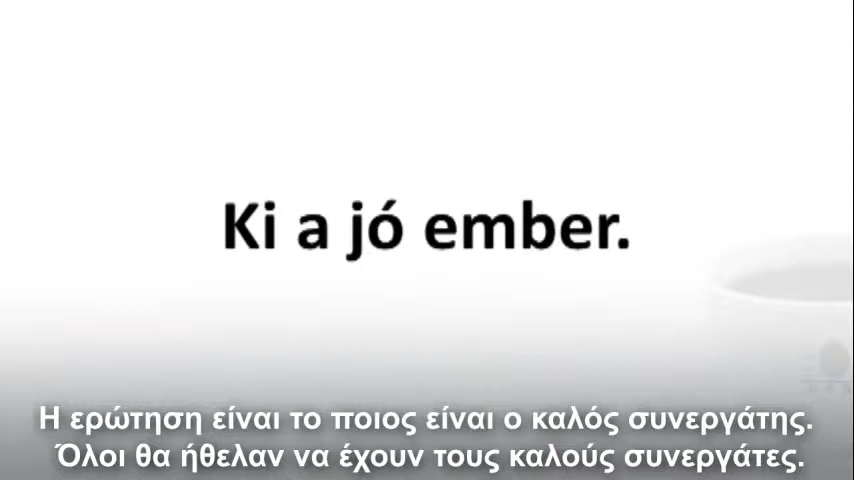 Ki a jó ember.
Η ερώτηση είναι το ποιος είναι ο καλός συνεργάτης.
Όλοι θα ήθελαν να έχουν τους καλούς συνεργάτες.